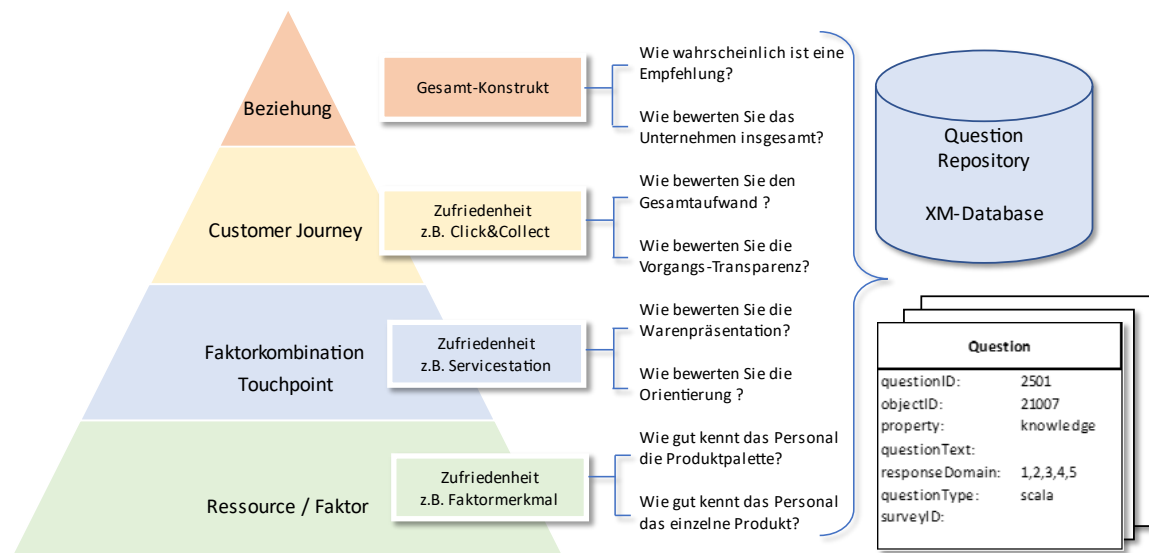 Beziehung
Customer Journey
Faktorkombination
Touchpoint
Ressource / Faktor
Gesamt-Konstrukt
Zufriedenheit
z.B. Click&Collect
Zufriedenheit
z.B. Servicestation
Zufriedenheit
z.B. Faktormerkmal
Wie wahrscheinlich ist eine
Empfehlung?
Wie bewerten Sie das
Unternehmen insgesamt?
Wie bewerten Sie den
Gesamtaufwand ?
Wie bewerten Sie die
Vorgangs-Transparenz?
Wie bewerten Sie die
Warenpräsentation?
Wie bewerten Sie die
Orientierung ?
Wie gut kennt das Personal
die Produktpalette?
Wie gut kennt das Personal
das einzelne Produkt?
Question
Repository
XM-Database
Question
questionID: 2501
objectID: 21007
property: knowledge
questionText:
responseDomain: 1,2,3,4,5
questionType: scala
surveyID: